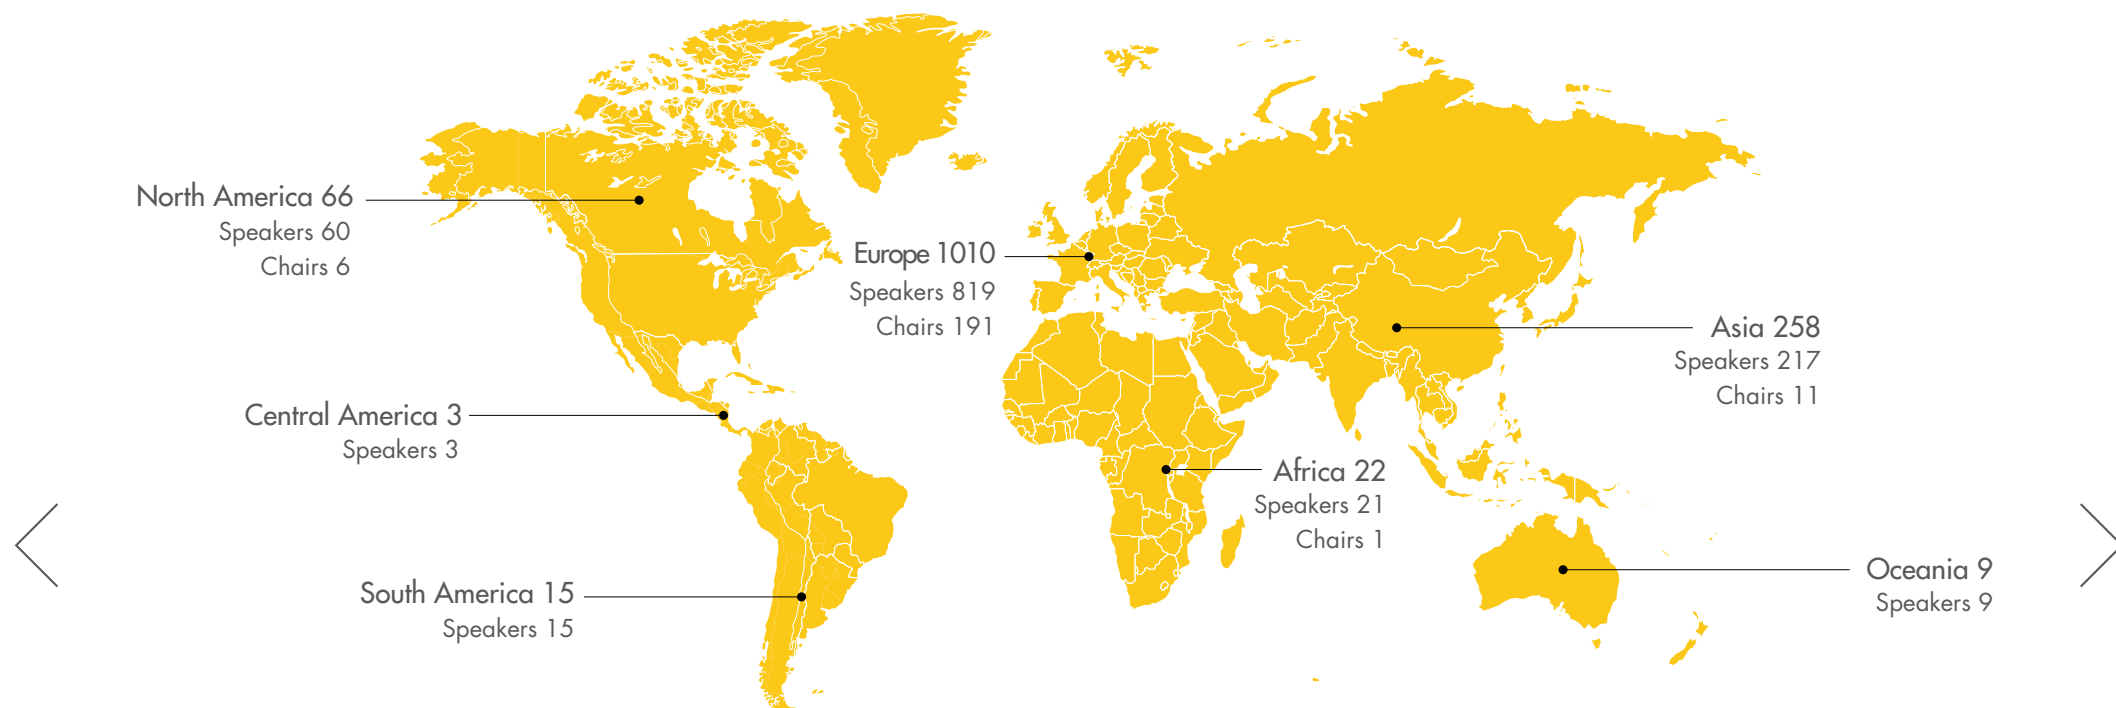 North America 66
Speakers 60
Chairs 6
Europe 1010
Speakers 819
Chairs 191
Asia 258
Speakers 217
Chairs 11
Central America 3
Speakers 3
Africa 22
Speakers 21
Chairs 1
South America 15
Speakers 15
Oceania 9
Speakers 9